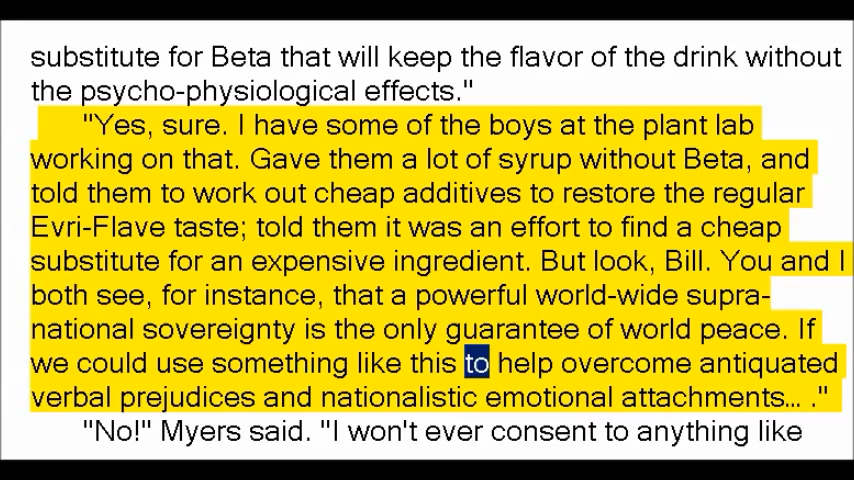 substitute for Beta that will keep the flavor of the drink without
the psycho-physiological effects."
"Yes, sure. I have some of the boys at the plant lab
working on that. Gave them a lot of syrup without Beta, and
told them to work out cheap additives to restore the regular
Evri-Flave taste; told them it was an effort to find a cheap
substitute for an expensive ingredient. But look, Bill. You and I
both see, for instance, that a powerful world-wide supra-
national sovereignty is the only guarantee of world peace. If
we could use something like this to help overcome antiquated
verbal prejudices and nationalistic emotional attachments... ."
"No!" Myers said. "I won't ever consent to anything like